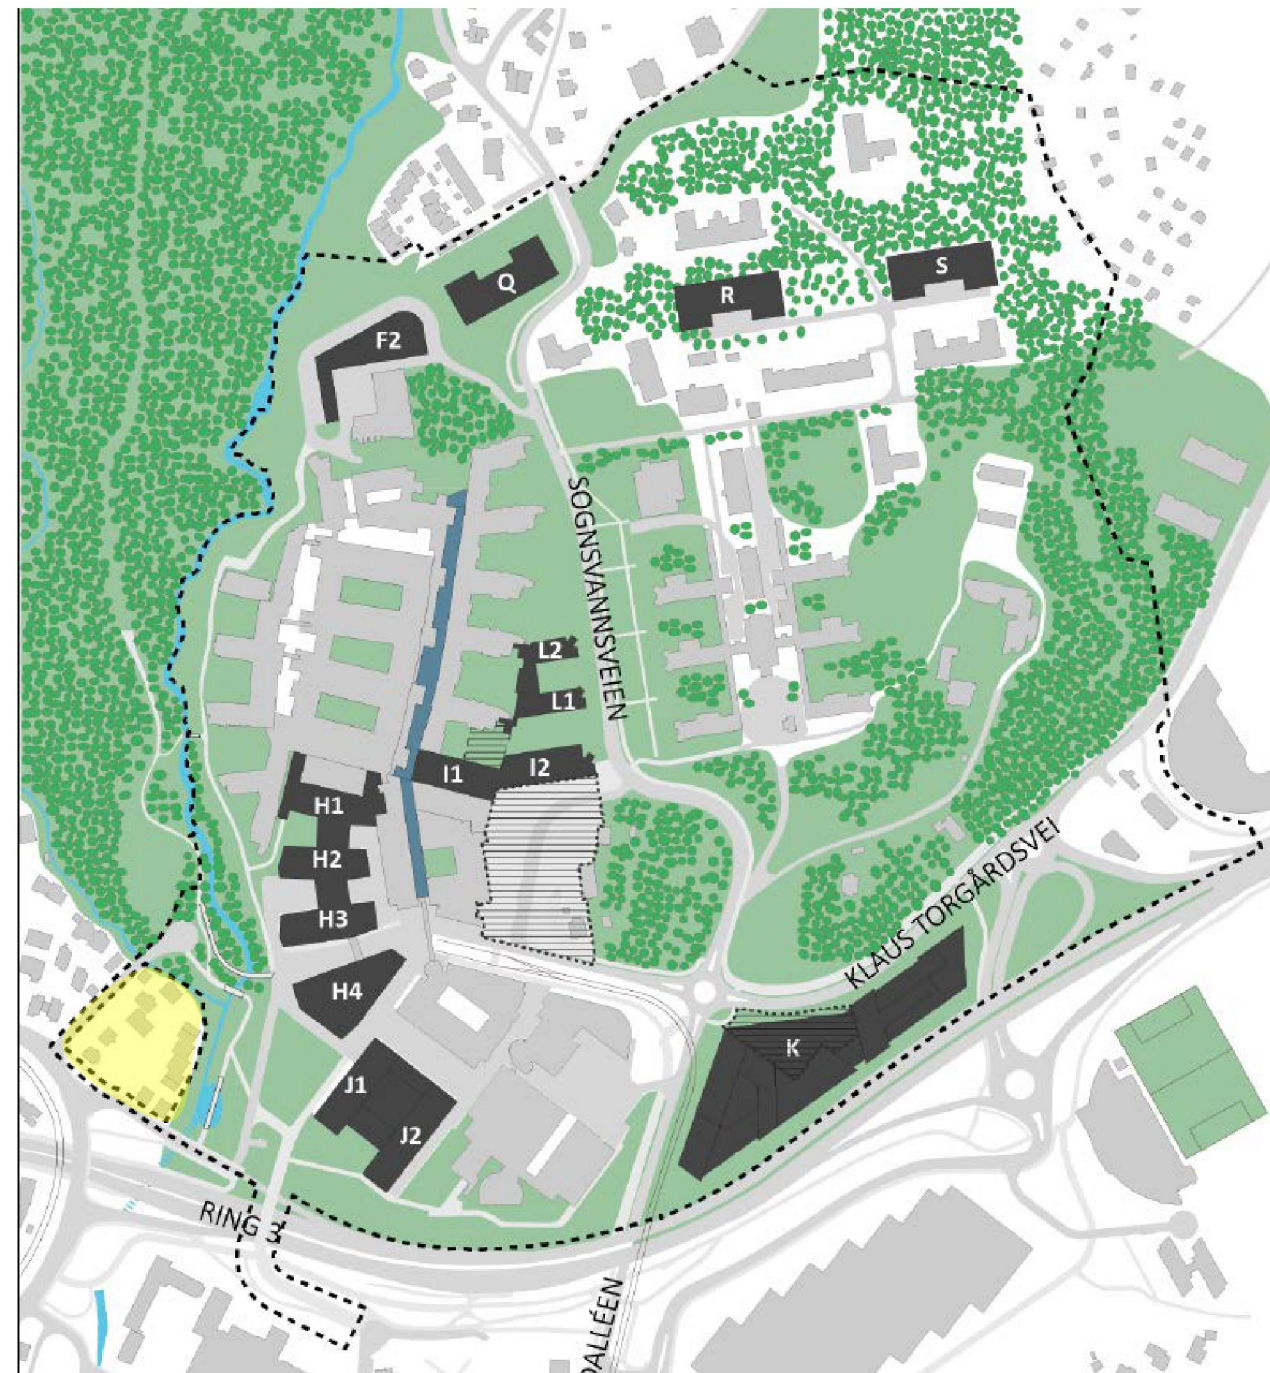 Q
S
R
F2
SOGNSVANNSVEIEN
L2
L1
I1
I2
H1
H2
H3
H4
KLAUS TORGÅRDSVEI
K
J1
J2
RING 3
DALLÉEN